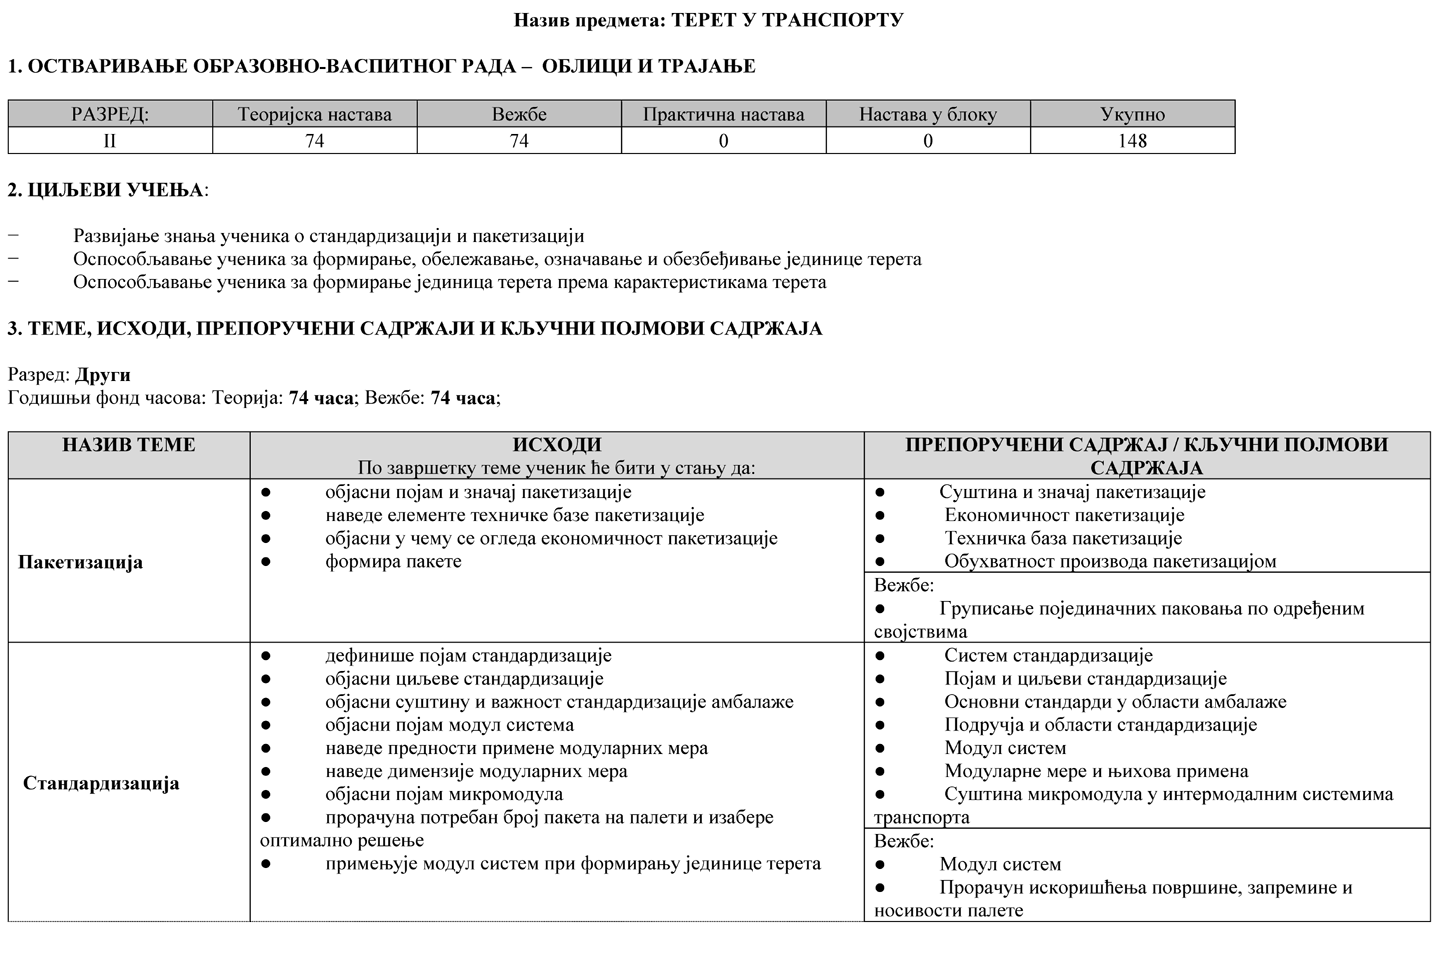 Назив предмета: ТЕРЕТ У ТРАНСПОРТУ
1. ОСТВАРИВАЊЕ ОБРАЗОВНО-ВАСПИТНОГ РАДА – ОБЛИЦИ И ТРАЈАЊЕ
РАЗРЕД: Теоријска настава Вежбе Практична настава Настава у блоку Укупно
II 74 74 0 0 148
2. ЦИЉЕВИ УЧЕЊА:
− Развијање знања ученика о стандардизацији и пакетизацији
− Оспособљавање ученика за формирање, обележавање, означавање и обезбеђивање јединице терета
− Оспособљавање ученика за формирање јединица терета према карактеристикама терета
3. ТЕМЕ, ИСХОДИ, ПРЕПОРУЧЕНИ САДРЖАЈИ И КЉУЧНИ ПОЈМОВИ САДРЖАЈА
Разред: Други
Годишњи фонд часова: Теорија: 74 часа; Вежбе: 74 часа;
НАЗИВ ТЕМЕ
ИСХОДИ
По завршетку теме ученик ће бити у стању да:
ПРЕПОРУЧЕНИ САДРЖАЈ / КЉУЧНИ ПОЈМОВИ
САДРЖАЈА
Пакетизација
● објасни појам и значај пакетизације
● наведе елементе техничке базе пакетизације
● објасни у чему се огледа економичност пакетизације
● формира пакете
● Суштина и значај пакетизације
● Економичност пакетизације
● Техничка база пакетизације
● Обухватност производа пакетизацијом
Вежбе:
● Груписање појединачних паковања по одређеним
својствима
Стандардизација
● дефинише појам стандардизације
● објасни циљеве стандардизације
● објасни суштину и важност стандардизације амбалаже
● објасни појам модул система
● наведе предности примене модуларних мера
● наведе димензије модуларних мера
● објасни појам микромодула
● прорачуна потребан број пакета на палети и изабере
оптимално решење
● примењује модул систем при формирању јединице терета
● Систем стандардизације
● Појам и циљеви стандардизације
● Основни стандарди у области амбалаже
● Подручја и области стандардизације
● Модул систем
● Модуларне мере и њихова примена
● Суштина микромодула у интермодалним системима
транспорта
Вежбе:
● Модул систем
● Прорачун искоришћења површине, запремине и
носивости палете